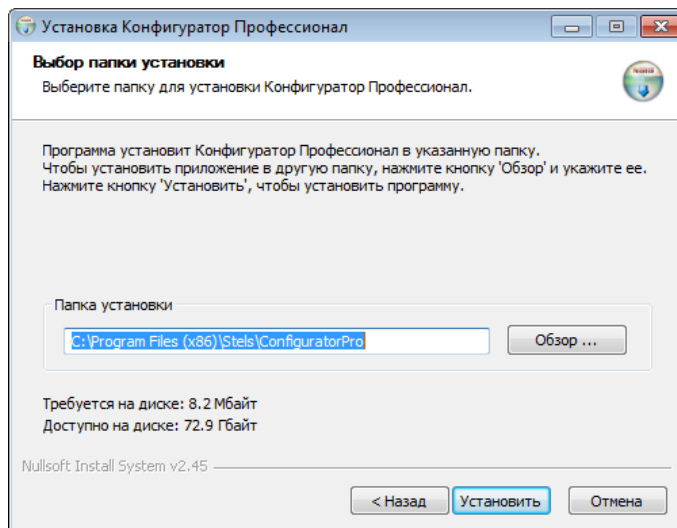 Установка Конфигуратор Профессионал
Выбор папки установки
Выберите папку для установки Конфигуратор Профессионал.
Программа установит Конфигуратор Профессионал в указанную папку.
Чтобы установить приложение в другую папку, нажмите кнопку 'Обзор' и укажите ее.
Нажмите кнопку 'Установить', чтобы установить программу.
Папка установки
C:\Program Files (x86)\Stels\ConfiguratorPro
Обзор ...
Требуется на диске: 8.2 Мбайт
Доступно на диске: 72.9 Гбайт
Nullsoft Install System v2.45
< Назад
Установить
Отмена